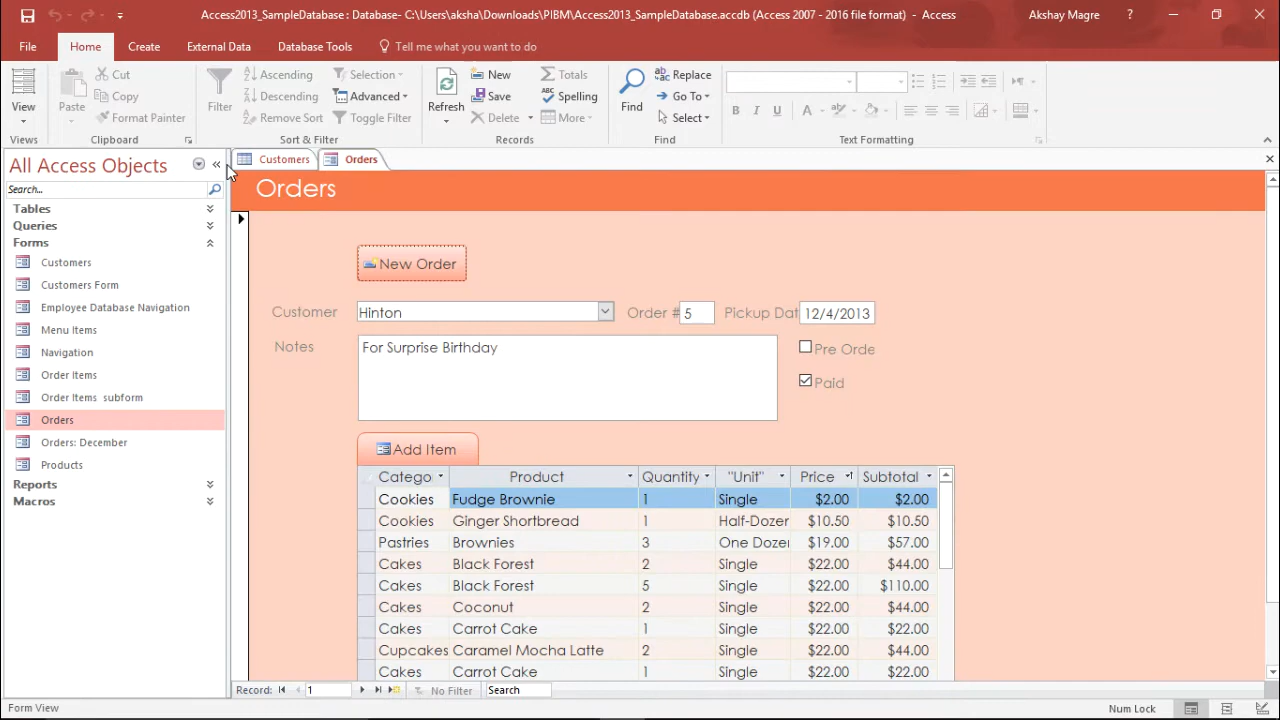 Access2013_SampleDatabase : Database- C:\Users\aksha\Downloads\PIBM\Access2013_SampleDatabase.accdb (Access 2007 - 2016 file format) - Access
Akshay Magre
?
File Home Create External Data Database Tools Tell me what you want to do
View
Views
Paste
Cut
Copy
Format Painter
Clipboard
Filter
Ascending
Descending
Remove Sort
Selection
Advanced
Toggle Filter
Sort & Filter
Refresh
New
Save
Delete
Totals
Spelling
More
Records
Find
Replace
Go To
Select
Find
B I U A
Text Formatting
All Access Objects
Search...
Tables
Queries
Forms
Customers
Customers Form
Employee Database Navigation
Menu Items
Navigation
Order Items
Order Items subform
Orders
Orders: December
Products
Reports
Macros
Customers Orders
Orders
New Order
Customer Hinton Order # 5 Pickup Dat 12/4/2013
Notes For Surprise Birthday
Pre Orde
Paid
Add Item
Catego Product Quantity "Unit" Price Subtotal
Cookies Fudge Brownie 1 Single $2.00 $2.00
Cookies Ginger Shortbread 1 Half-Dozer $10.50 $10.50
Pastries Brownies 3 One Dozer $19.00 $57.00
Cakes Black Forest 2 Single $22.00 $44.00
Cakes Black Forest 5 Single $22.00 $110.00
Cakes Coconut 2 Single $22.00 $44.00
Cakes Carrot Cake 1 Single $22.00 $22.00
Cupcakes Caramel Mocha Latte 2 Single $22.00 $44.00
Cakes Carrot Cake 1 Single $22.00 $22.00
Record: 1 No Filter Search
Form View
Num Lock